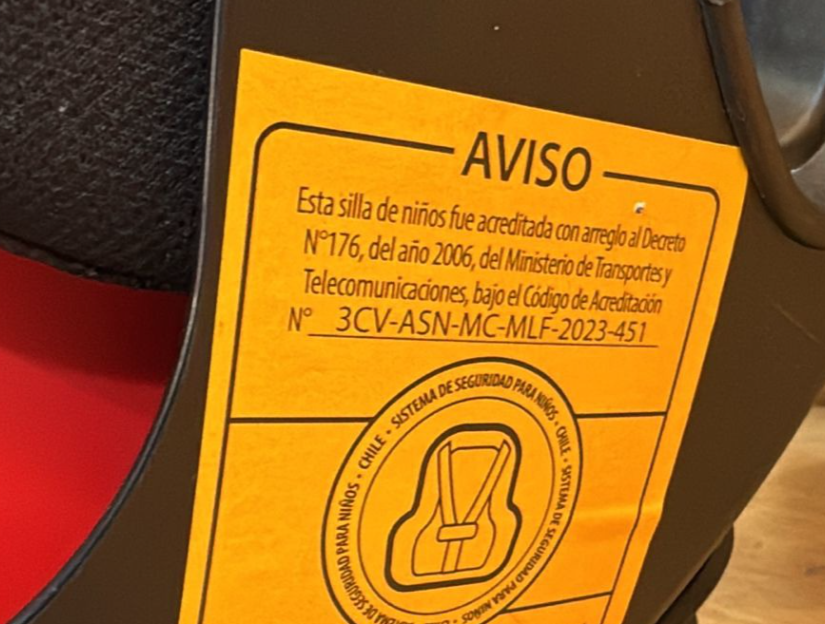 AVISO
Esta silla de niños fue acreditada con arreglo al Decreto
N°176, del año 2006, del Ministerio de Transportes y
Telecomunicaciones, bajo el Código de Acreditación
N° 3CV-ASN-MC-MLF-2023-451
SISTEMA DE SEGURIDAD PARA NIÑOS · CHILE · SISTEMA DE SEGURIDAD PARA NIÑOS ·
SISTEMA DE SEGURIDAD PARA NIÑOS · CHILE ·